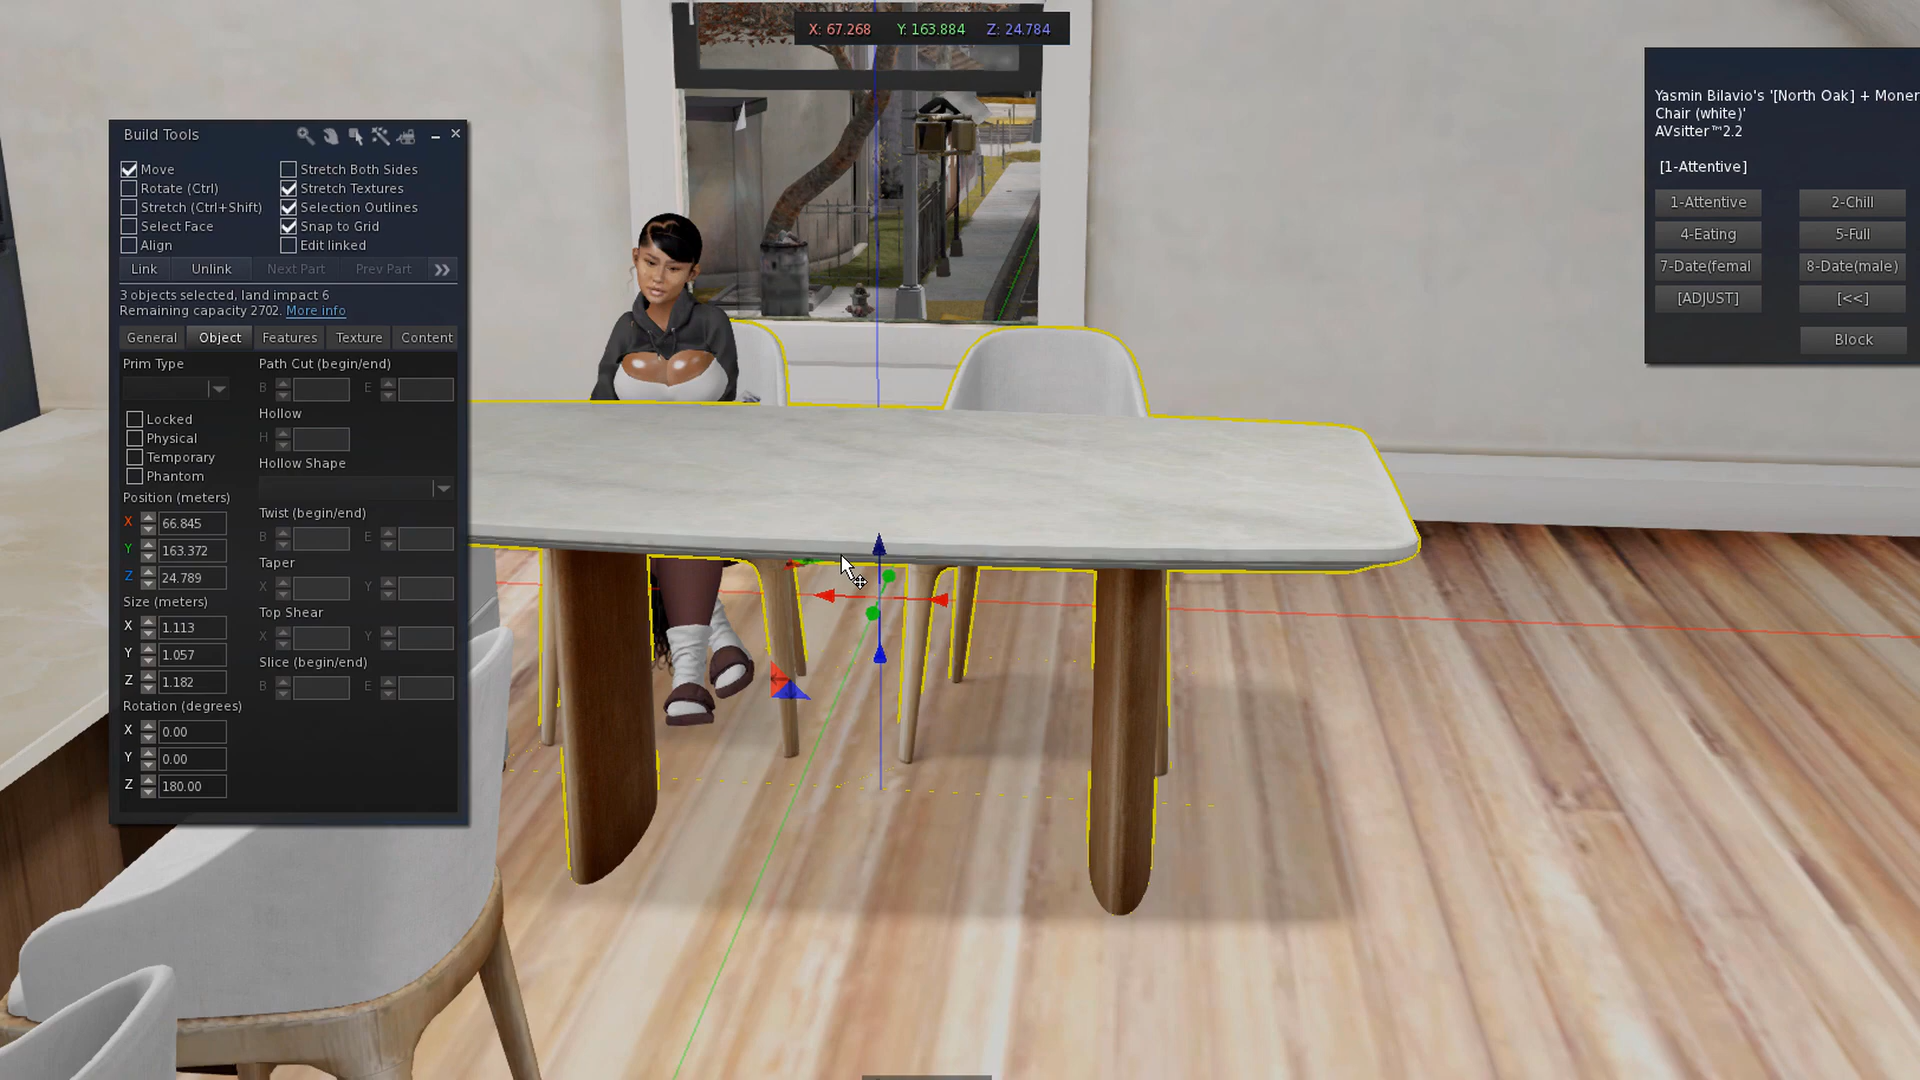 X: 67.268 Y: 163.884 Z: 24.784
Build Tools
Move
Rotate (Ctrl)
Stretch (Ctrl+Shift)
Select Face
Align
Stretch Both Sides
Stretch Textures
Selection Outlines
Snap to Grid
Edit linked
Link Unlink Next Part Prev Part
3 objects selected, land impact 6
Remaining capacity 2702. More info
General Object Features Texture Content
Prim Type
Locked
Physical
Temporary
Phantom
Position (meters)
X 66.845
Y 163.372
Z 24.789
Size (meters)
X 1.113
Y 1.057
Z 1.182
Rotation (degrees)
X 0.00
Y 0.00
Z 180.00
Path Cut (begin/end)
B E
Hollow
H
Hollow Shape
Twist (begin/end)
B E
Taper
X Y
Top Shear
X Y
Slice (begin/end)
B E
Yasmin Bilavio's '[North Oak] + Moner
Chair (white)'
AVsitter™2.2
[1-Attentive]
1-Attentive 2-Chill
4-Eating 5-Full
7-Date(femal 8-Date(male)
[ADJUST] [<<]
Block